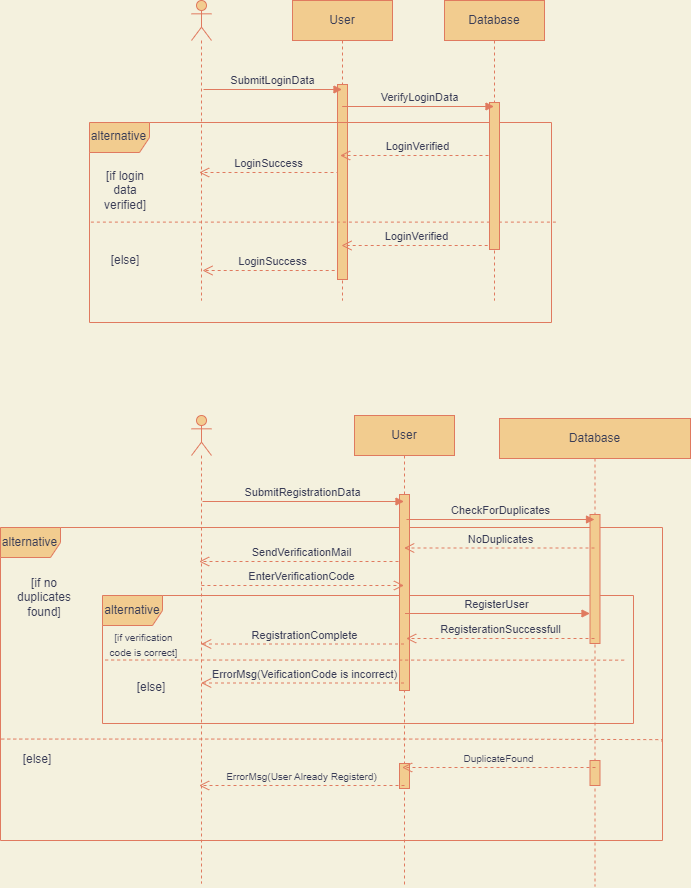 User
Database
SubmitLoginData
VerifyLoginData
alternative
LoginVerified
LoginSuccess
[if login
data
verified]
LoginVerified
[else]
LoginSuccess
User
Database
SubmitRegistrationData
CheckForDuplicates
alternative
NoDuplicates
SendVerificationMail
[if no
duplicates
found]
EnterVerificationCode
alternative
RegisterUser
RegisterationSuccessfull
[if verification
code is correct]
RegistrationComplete
ErrorMsg(VeificationCode is incorrect)
[else]
[else]
DuplicateFound
ErrorMsg(User Already Registerd)